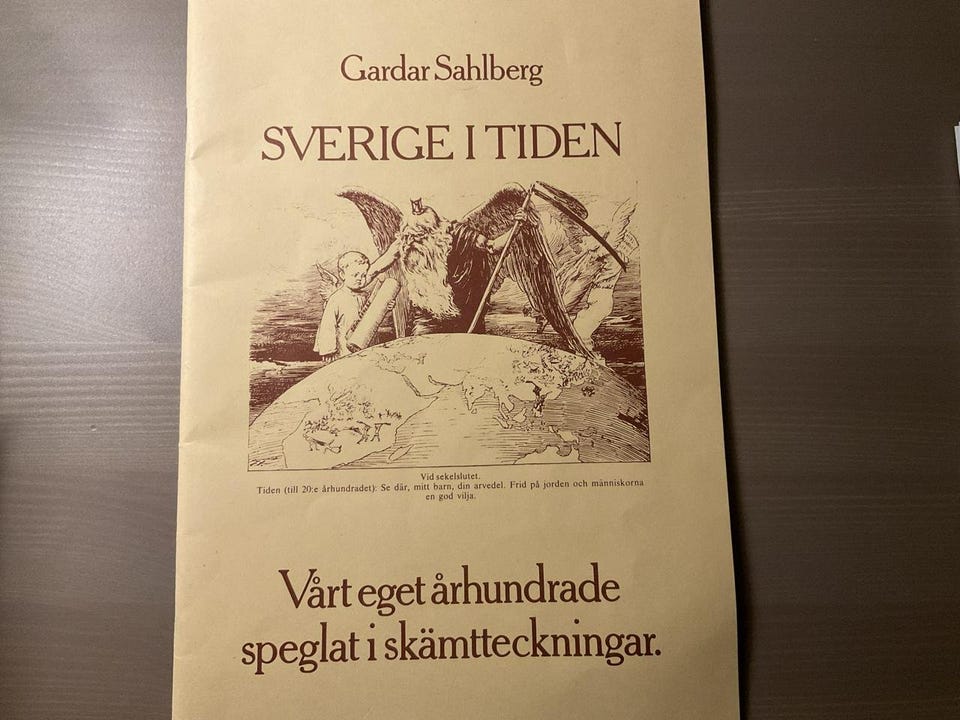 Gardar Sahlberg
SVERIGE I TIDEN
Vid sekelslutet.
Tiden (till 20:e århundradet): Se där, mitt barn, din arvedel. Frid på jorden och människorna
en god vilja.
Vårt eget århundrade
speglat i skämtteckningar.